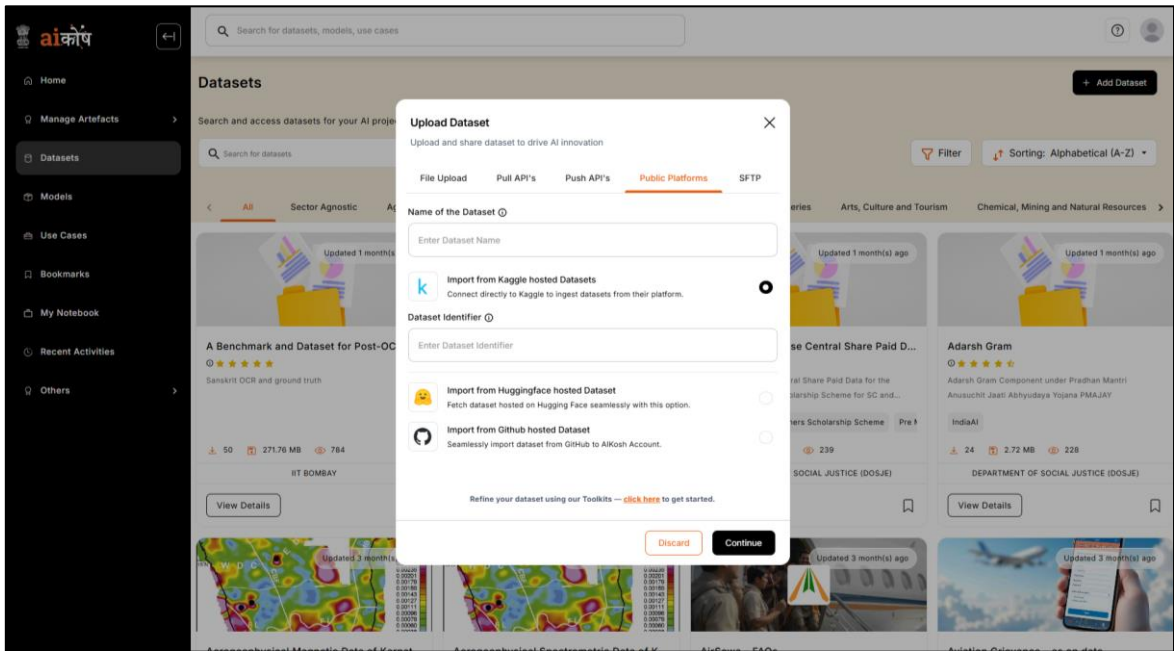 aiकोष
Search for datasets, models, use cases
Home
Manage Artefacts
Datasets
Models
Use Cases
Bookmarks
My Notebook
Recent Activities
Others
Datasets
+ Add Dataset
Search and access datasets for your AI proje
Search for datasets
Filter
Sorting: Alphabetical (A-Z)
All Sector Agnostic Ag
eries Arts, Culture and Tourism Chemical, Mining and Natural Resources
Upload Dataset
Upload and share dataset to drive AI innovation
File Upload Pull API's Push API's Public Platforms SFTP
Name of the Dataset
Enter Dataset Name
k
Import from Kaggle hosted Datasets
Connect directly to Kaggle to ingest datasets from their platform.
Dataset Identifier
Enter Dataset Identifier
Import from Huggingface hosted Dataset
Fetch dataset hosted on Hugging Face seamlessly with this option.
Import from Github hosted Dataset
Seamlessly import dataset from GitHub to AIKosh Account.
Refine your dataset using our Toolkits — click here to get started.
Discard Continue
Updated 1 month(s
A Benchmark and Dataset for Post-OC
Sanskrit OCR and ground truth
50 271.76 MB 784
IIT BOMBAY
View Details
Updated 1 month(s) ago
se Central Share Paid D...
ral Share Paid Data for the
olarship Scheme for SC and...
ners Scholarship Scheme Pre M
239
SOCIAL JUSTICE (DOSJE)
Updated 1 month(s) ago
Adarsh Gram
Adarsh Gram Component under Pradhan Mantri
Anusuchit Jaati Abhyudaya Yojana PMAJAY
IndiaAI
24 2.72 MB 228
DEPARTMENT OF SOCIAL JUSTICE (DOSJE)
View Details
Updated 3 month(s
Updated 3 month(s) ago
Updated 3 month(s) ago